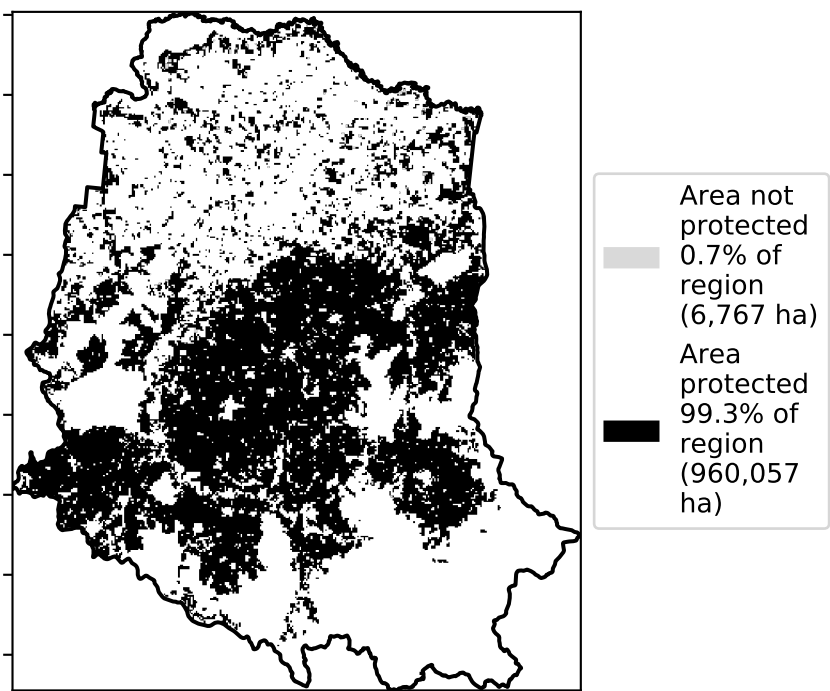 Area not
protected
0.7% of
region
(6,767 ha)
Area
protected
99.3% of
region
(960,057
ha)